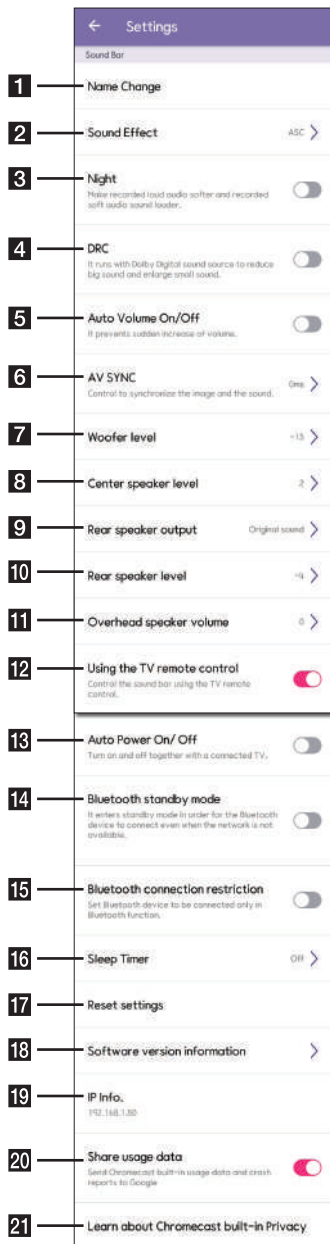 ← Settings
Sound Bar
1 Name Change
2 Sound Effect ASC >
3 Night
Make recorded loud audio softer and recorded
soft audio sound louder.
4 DRC
It runs with Dolby Digital sound source to reduce
big sound and enlarge small sound.
5 Auto Volume On/Off
It prevents sudden increase of volume.
6 AV SYNC 0ms >
Control to synchronize the image and the sound.
7 Woofer level -15 >
8 Center speaker level 2 >
9 Rear speaker output Original sound >
10 Rear speaker level -4 >
11 Overhead speaker volume 0 >
12 Using the TV remote control
Control the sound bar using the TV remote
control.
13 Auto Power On/ Off
Turn on and off together with a connected TV.
14 Bluetooth standby mode
It enters standby mode in order for the Bluetooth
device to connect even when the network is not
available.
15 Bluetooth connection restriction
Set Bluetooth device to be connected only in
Bluetooth function.
16 Sleep Timer Off >
17 Reset settings
18 Software version information >
19 IP Info.
192.168.1.80
20 Share usage data
Send Chromecast built-in usage data and crash
reports to Google
21 Learn about Chromecast built-in Privacy